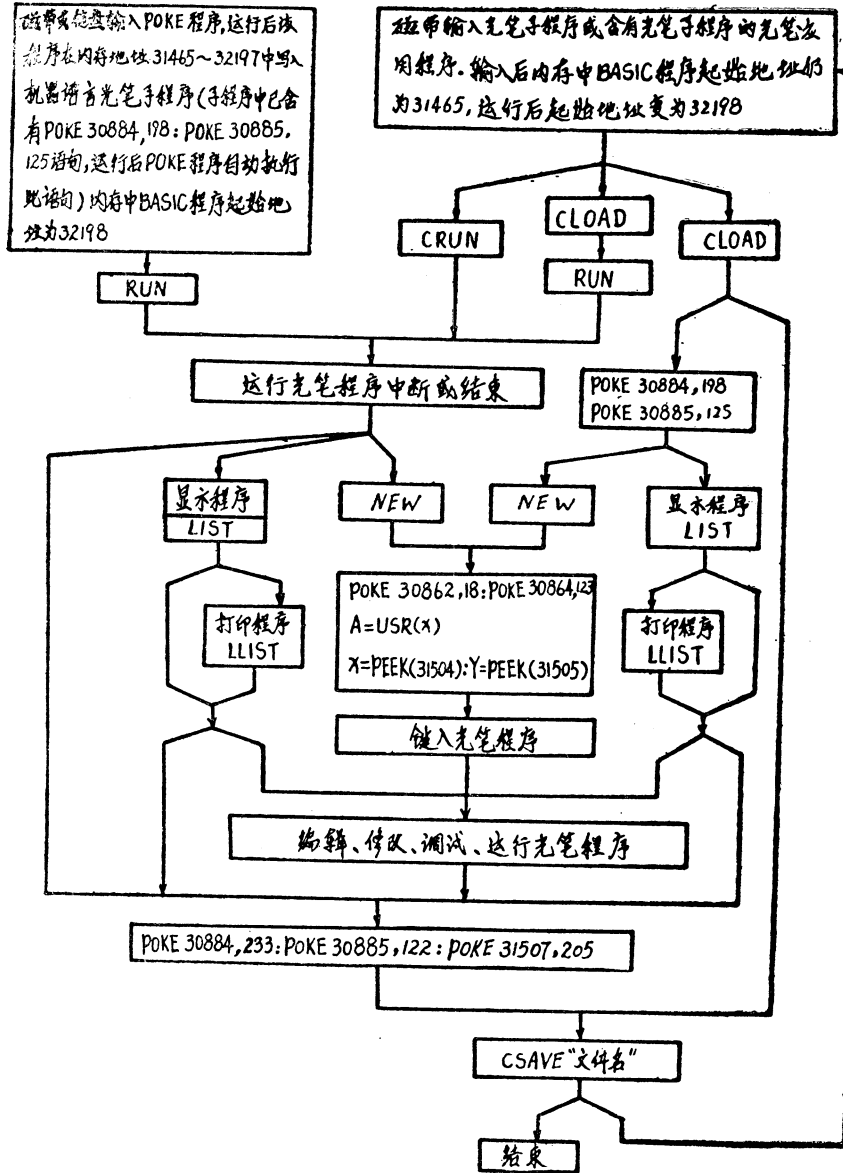 磁带或键盘输入POKE程序,运行后该
程序在内存地址31465～32197中写入
机器语言光笔子程序(子程序中已含
有POKE 30884,198:POKE 30885,
125语句,运行后POKE程序自动执行
此语句)内存中BASIC程序起始地
址为32198
RUN
磁带输入光笔子程序或含有光笔子程序的光笔应
用程序.输入后内存中BASIC程序起始地址仍
为31465,运行后起始地址变为32198
CRUN
CLOAD
RUN
CLOAD
运行光笔程序中断或结束
POKE 30884,198
POKE 30885,125
显示程序
LIST
NEW
NEW
显示程序
LIST
打印程序
LLIST
POKE 30862,18:POKE 30864,123
A=USR(x)
x=PEEK(31504):Y=PEEK(31505)
打印程序
LLIST
键入光笔程序
编辑、修改、调试、运行光笔程序
POKE 30884,233:POKE 30885,122:POKE 31507,205
CSAVE"文件名"
结束